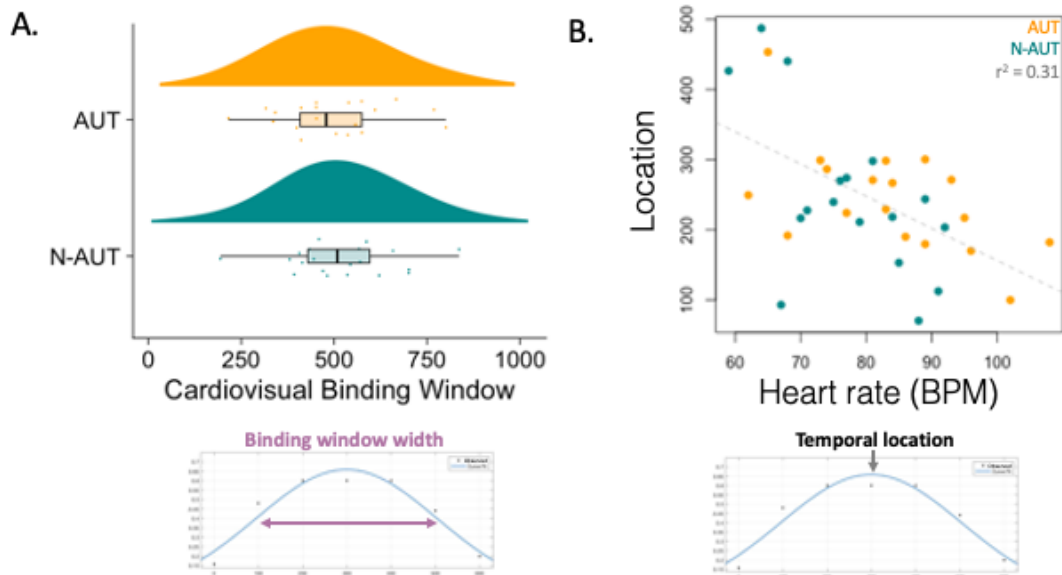 A.
AUT
N-AUT
0 250 500 750 1000
Cardiovisual Binding Window
Binding window width
B.
AUT
N-AUT
r² = 0.31
500
400
300
200
100
Location
60 70 80 90 100
Heart rate (BPM)
Temporal location